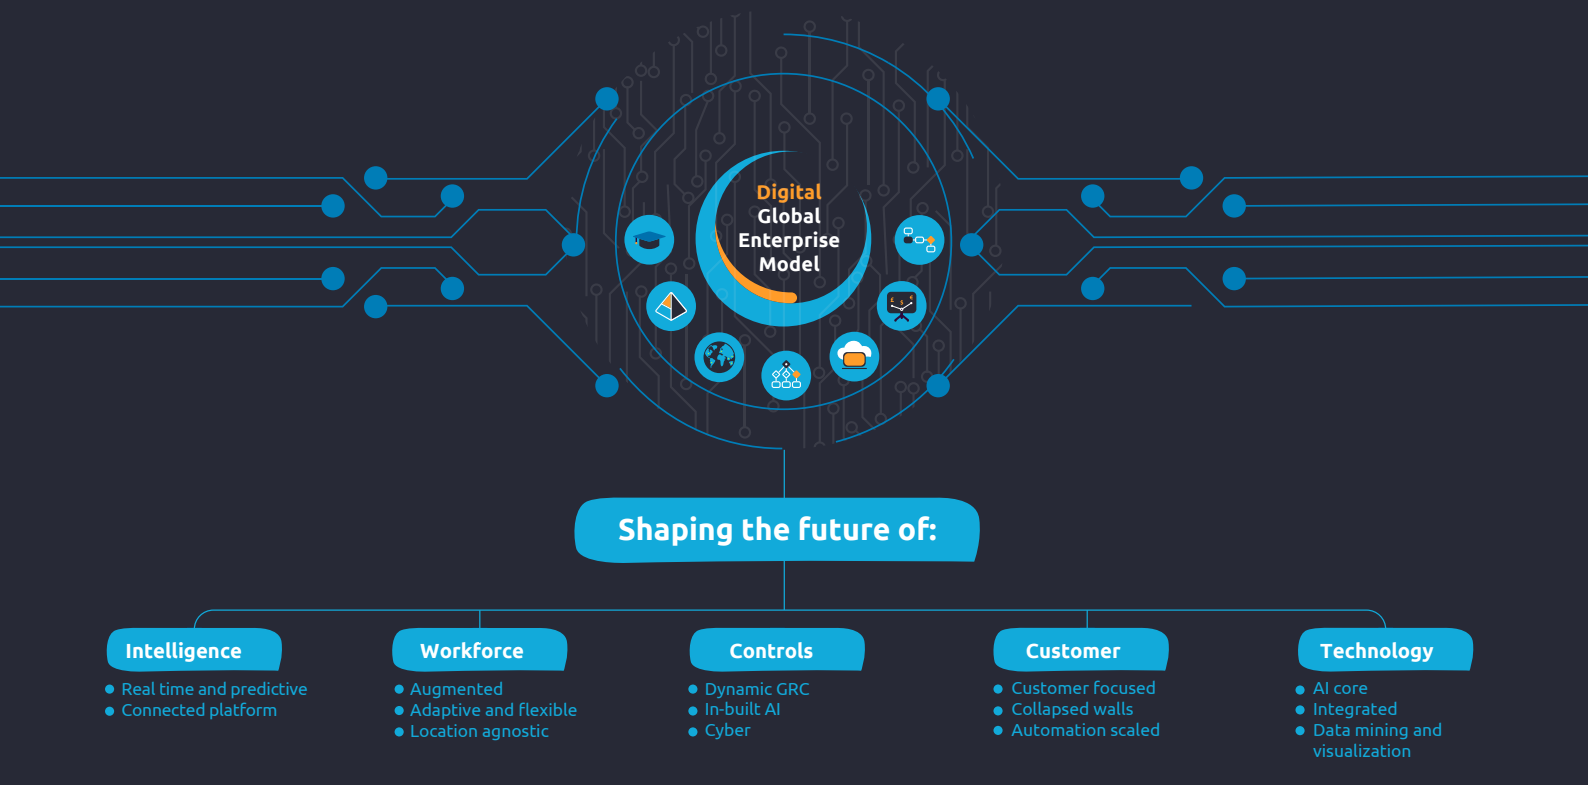 Digital
Global
Enterprise
Model
Shaping the future of:
Intelligence
Real time and predictive
Connected platform
Workforce
Augmented
Adaptive and flexible
Location agnostic
Controls
Dynamic GRC
In-built AI
Cyber
Customer
Customer focused
Collapsed walls
Automation scaled
Technology
AI core
Integrated
Data mining and
visualization